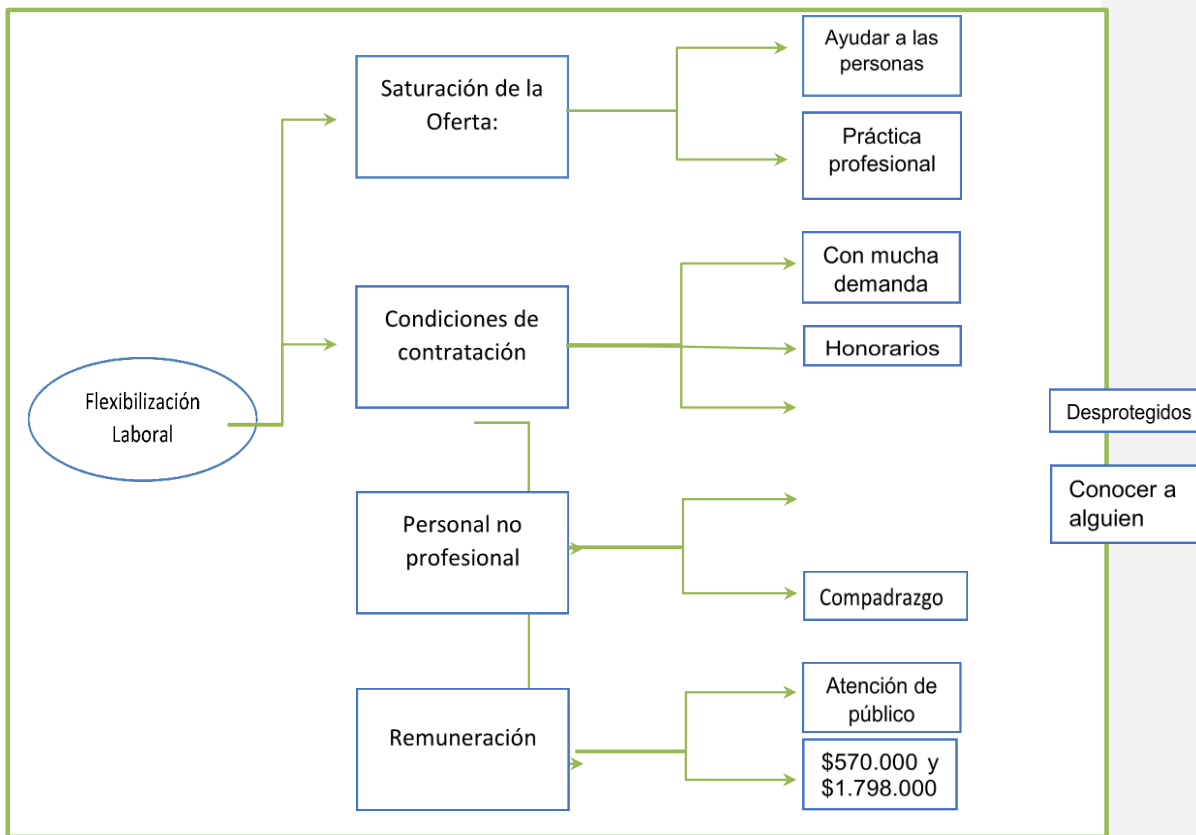 Ayudar a las
personas
Saturación de la
Oferta:
Práctica
profesional
Con mucha
demanda
Condiciones de
contratación
Honorarios
Flexibilización
Laboral
Desprotegidos
Conocer a
alguien
Personal no
profesional
Compadrazgo
Atención de
público
Remuneración
$570.000 y
$1.798.000